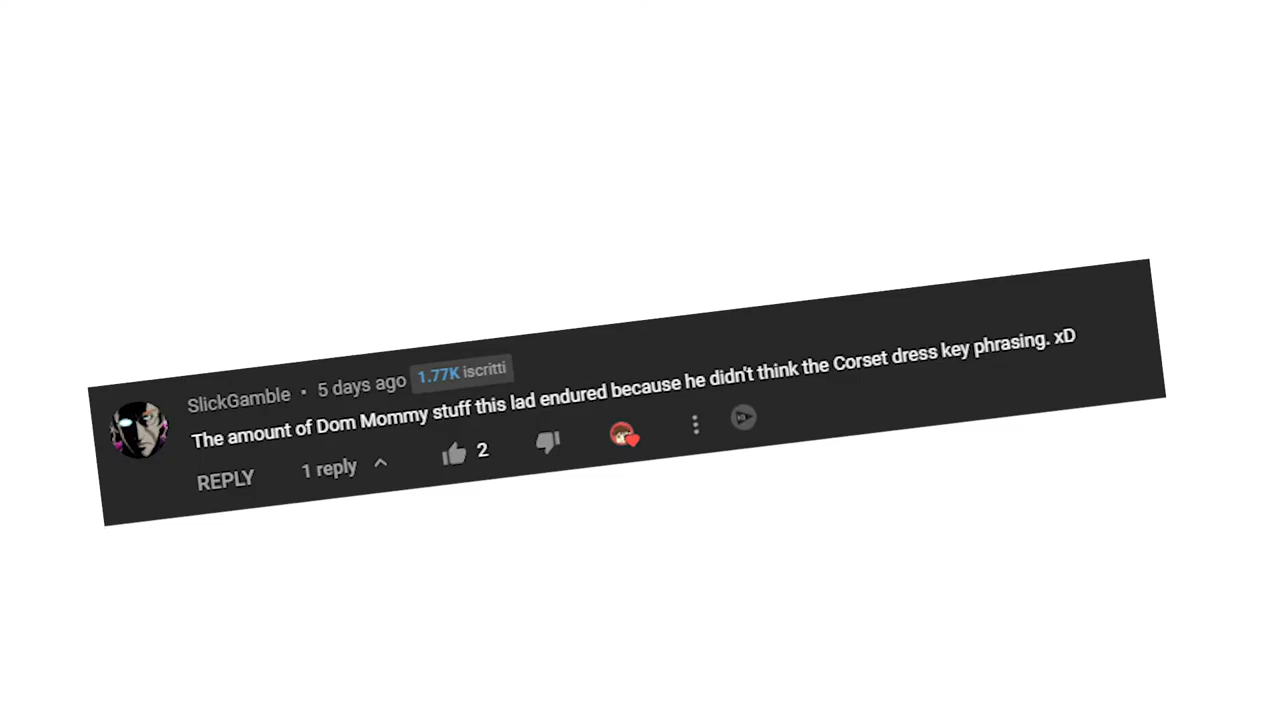 SlickGamble • 5 days ago 1.77K iscritti
The amount of Dom Mommy stuff this lad endured because he didn't think the Corset dress key phrasing. xD
REPLY 1 reply 2